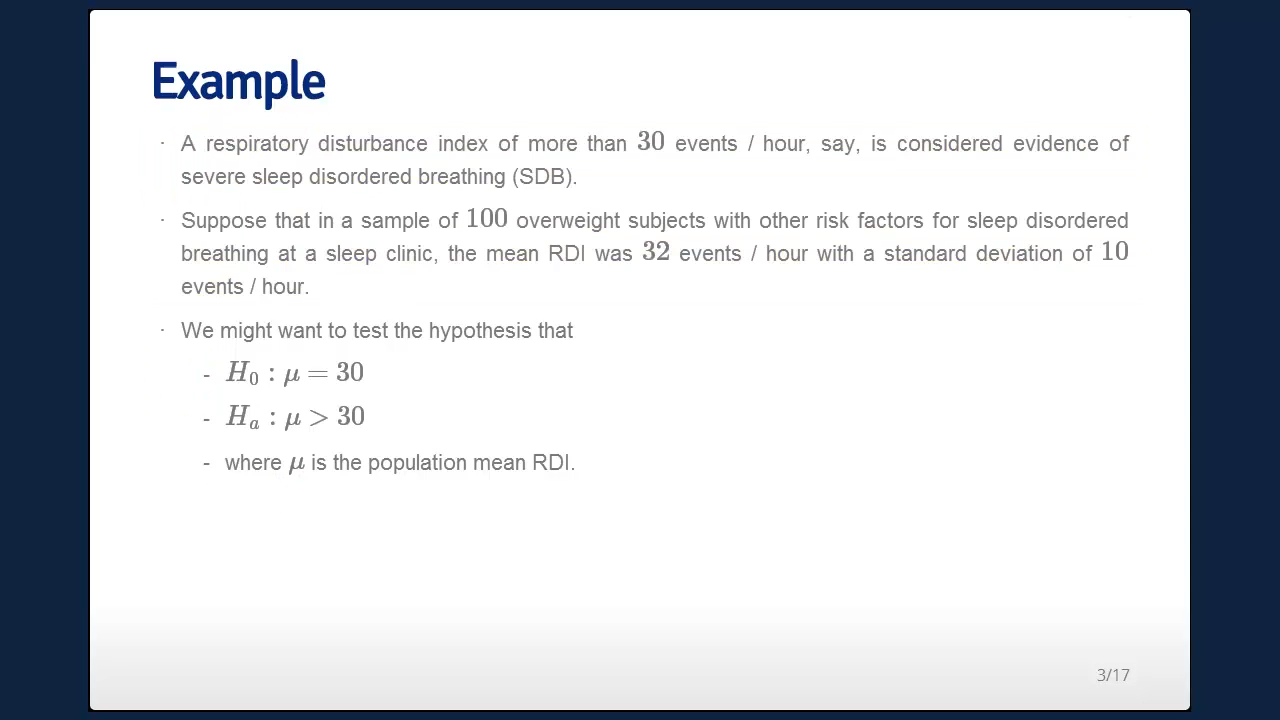 Example
· A respiratory disturbance index of more than 30 events / hour, say, is considered evidence of
severe sleep disordered breathing (SDB).
· Suppose that in a sample of 100 overweight subjects with other risk factors for sleep disordered
breathing at a sleep clinic, the mean RDI was 32 events / hour with a standard deviation of 10
events / hour.
· We might want to test the hypothesis that
- H₀ : μ = 30
- Hₐ : μ > 30
- where μ is the population mean RDI.
3/17